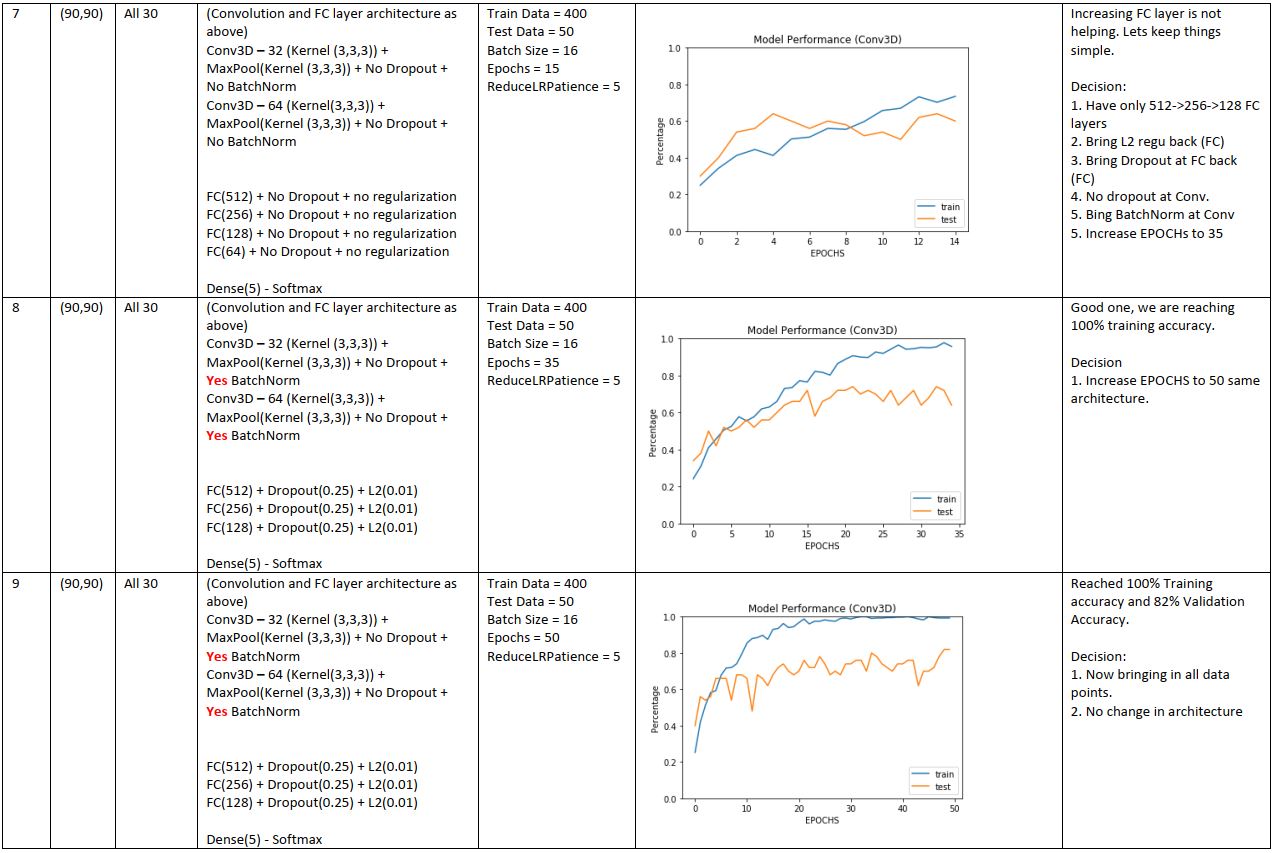 7
(90,90)
All 30
(Convolution and FC layer architecture as
above)
Conv3D – 32 (Kernel (3,3,3)) +
MaxPool(Kernel (3,3,3)) + No Dropout +
No BatchNorm
Conv3D – 64 (Kernel(3,3,3)) +
MaxPool(Kernel (3,3,3)) + No Dropout +
No BatchNorm
FC(512) + No Dropout + no regularization
FC(256) + No Dropout + no regularization
FC(128) + No Dropout + no regularization
FC(64) + No Dropout + no regularization
Dense(5) - Softmax
Train Data = 400
Test Data = 50
Batch Size = 16
Epochs = 15
ReduceLRPatience = 5
Model Performance (Conv3D)
1.0
0.8
0.6
0.4
0.2
0.0
Percentage
0 2 4 6 8 10 12 14
EPOCHS
train
test
Increasing FC layer is not
helping. Lets keep things
simple.
Decision:
1. Have only 512->256->128 FC
layers
2. Bring L2 regu back (FC)
3. Bring Dropout at FC back
(FC)
4. No dropout at Conv.
5. Bing BatchNorm at Conv
5. Increase EPOCHs to 35
8
(90,90)
All 30
(Convolution and FC layer architecture as
above)
Conv3D – 32 (Kernel (3,3,3)) +
MaxPool(Kernel (3,3,3)) + No Dropout +
Yes BatchNorm
Conv3D – 64 (Kernel(3,3,3)) +
MaxPool(Kernel (3,3,3)) + No Dropout +
Yes BatchNorm
FC(512) + Dropout(0.25) + L2(0.01)
FC(256) + Dropout(0.25) + L2(0.01)
FC(128) + Dropout(0.25) + L2(0.01)
Dense(5) - Softmax
Train Data = 400
Test Data = 50
Batch Size = 16
Epochs = 35
ReduceLRPatience = 5
Model Performance (Conv3D)
1.0
0.8
0.6
0.4
0.2
0.0
Percentage
0 5 10 15 20 25 30 35
EPOCHS
train
test
Good one, we are reaching
100% training accuracy.
Decision
1. Increase EPOCHS to 50 same
architecture.
9
(90,90)
All 30
(Convolution and FC layer architecture as
above)
Conv3D – 32 (Kernel (3,3,3)) +
MaxPool(Kernel (3,3,3)) + No Dropout +
Yes BatchNorm
Conv3D – 64 (Kernel(3,3,3)) +
MaxPool(Kernel (3,3,3)) + No Dropout +
Yes BatchNorm
FC(512) + Dropout(0.25) + L2(0.01)
FC(256) + Dropout(0.25) + L2(0.01)
FC(128) + Dropout(0.25) + L2(0.01)
Dense(5) - Softmax
Train Data = 400
Test Data = 50
Batch Size = 16
Epochs = 50
ReduceLRPatience = 5
Model Performance (Conv3D)
1.0
0.8
0.6
0.4
0.2
0.0
Percentage
0 10 20 30 40 50
EPOCHS
train
test
Reached 100% Training
accuracy and 82% Validation
Accuracy.
Decision:
1. Now bringing in all data
points.
2. No change in architecture